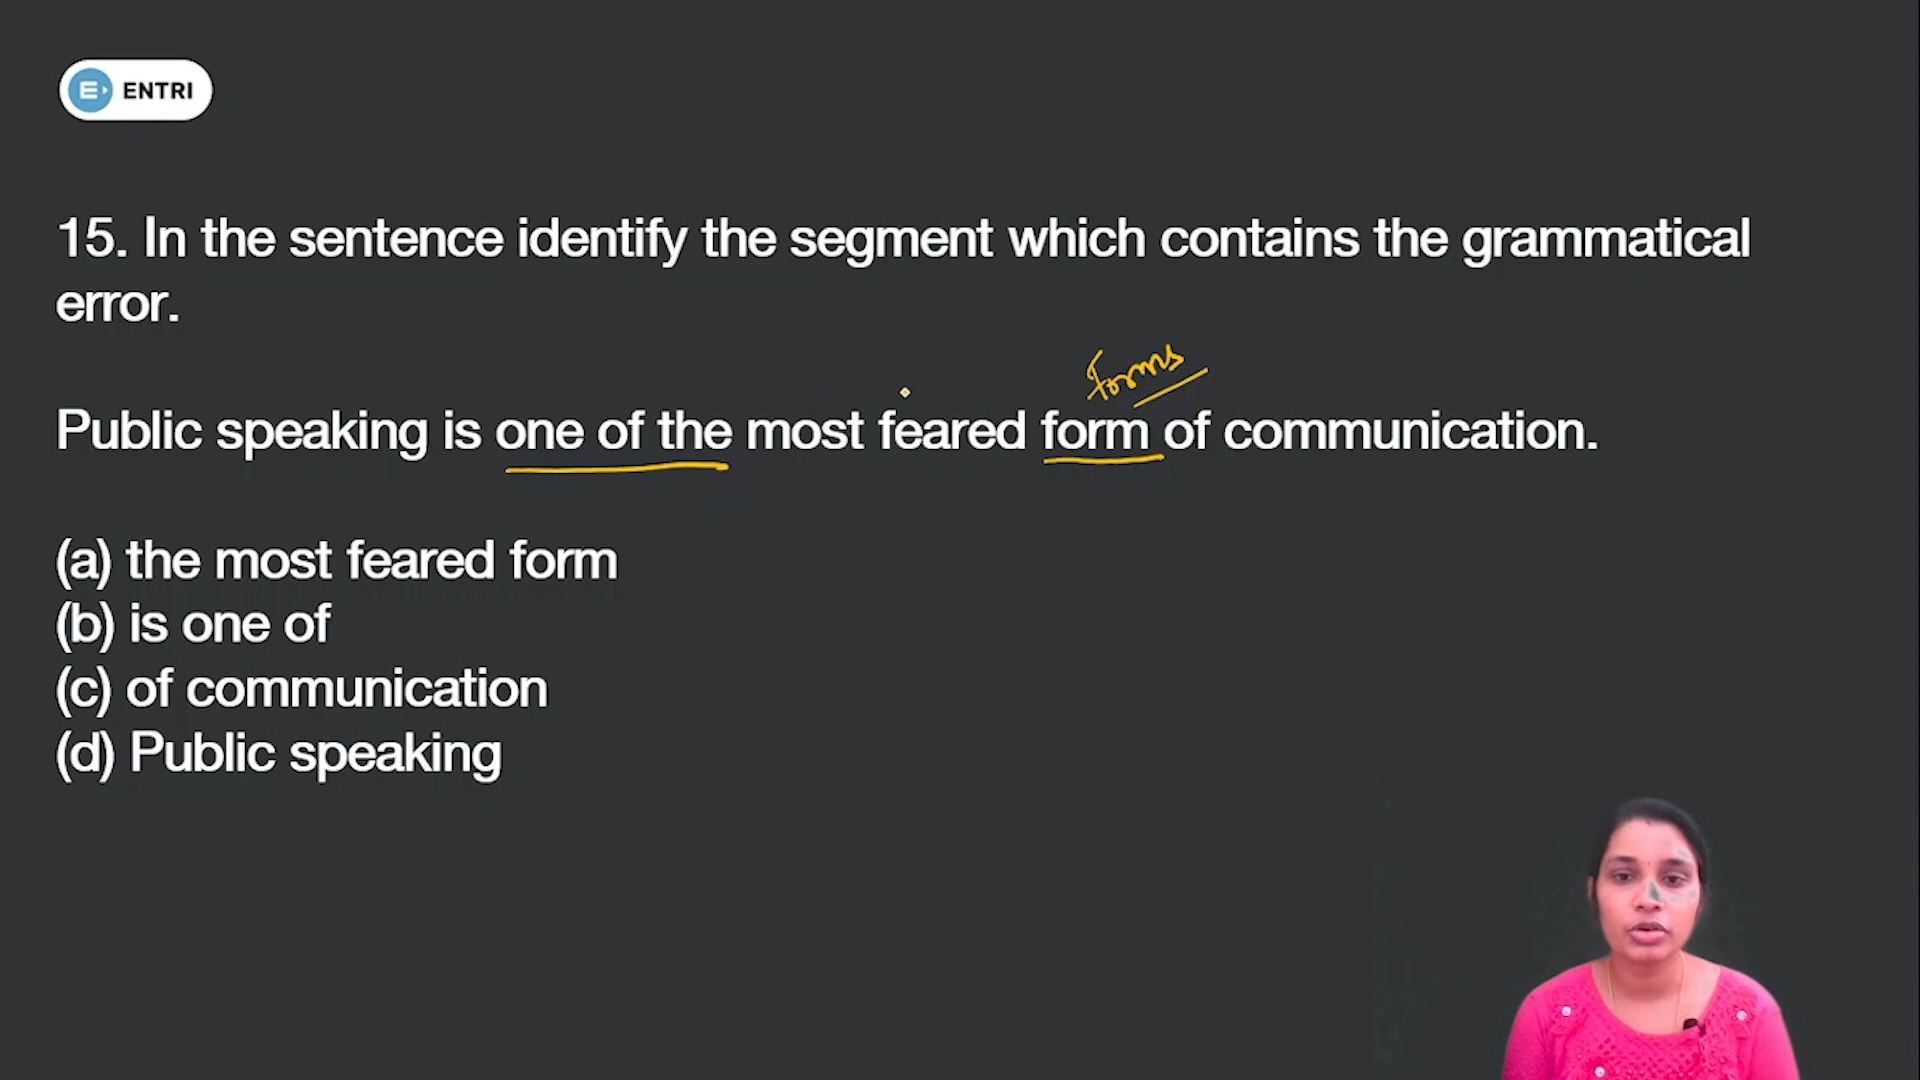 ENTRI
15. In the sentence identify the segment which contains the grammatical
error.
Forms
Public speaking is one of the most feared form of communication.
(a) the most feared form
(b) is one of
(c) of communication
(d) Public speaking